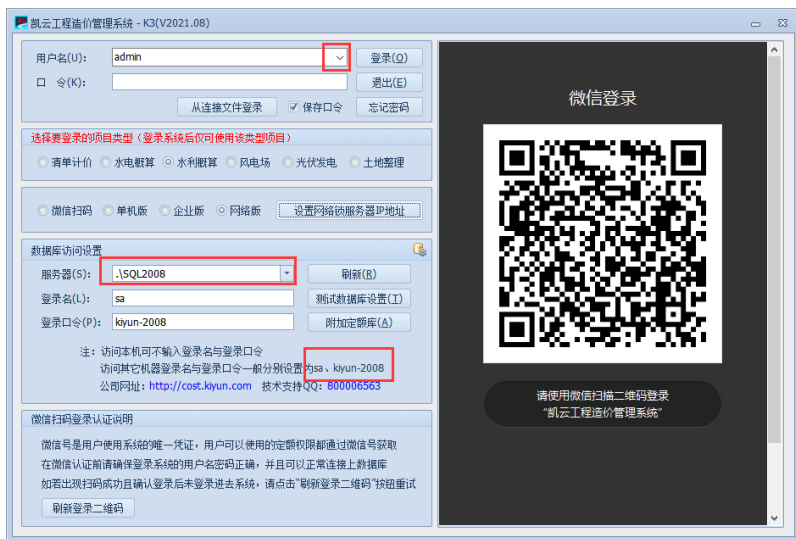 凯云工程造价管理系统 - K3(V2021.08)
用户名(U): admin 登录(O)
口 令(K): 退出(E)
从连接文件登录 保存口令 忘记密码
选择要登录的项目类型（登录系统后仅可使用该类型项目）
清单计价 水电概算 水利概算 风电场 光伏发电 土地整理
微信扫码 单机版 企业版 网络版 设置网络锁服务器IP地址
数据库访问设置
服务器(S): .\SQL2008 刷新(R)
登录名(L): sa 测试数据库设置(T)
登录口令(P): kiyun-2008 附加定额库(A)
注: 访问本机可不输入登录名与登录口令
访问其它机器登录名与登录口令一般分别设置为sa、kiyun-2008
公司网址: http://cost.kiyun.com 技术支持QQ: 800006563
微信扫码登录认证说明
微信号是用户使用系统的唯一凭证，用户可以使用的定额权限都通过微信号获取
在微信认证前请确保登录系统的用户名密码正确，并且可以正常连接上数据库
如若出现扫码成功且确认登录后未登录进去系统，请点击"刷新登录二维码"按钮重试
刷新登录二维码
微信登录
请使用微信扫描二维码登录
"凯云工程造价管理系统"